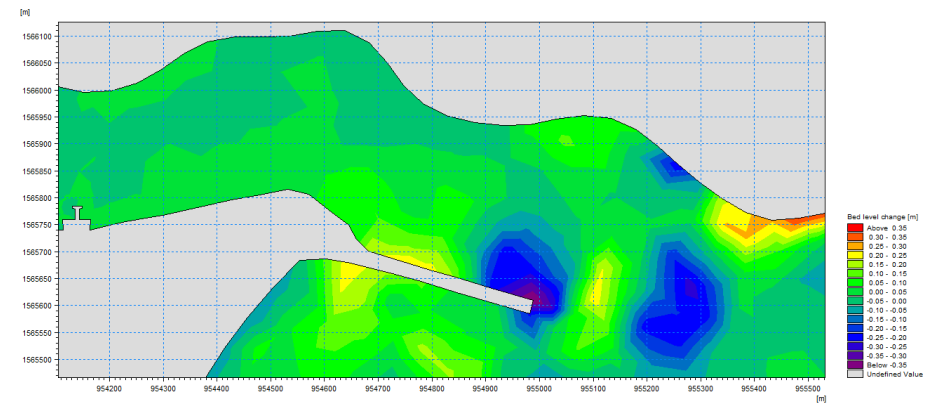 [m]
1566100
1566050
1566000
1565950
1565900
1565850
1565800
1565750
1565700
1565650
1565600
1565550
1565500
954200 954300 954400 954500 954600 954700 954800 954900 955000 955100 955200 955300 955400 955500
[m]
Bed level change [m]
Above 0.35
0.30 - 0.35
0.25 - 0.30
0.20 - 0.25
0.15 - 0.20
0.10 - 0.15
0.05 - 0.10
0.00 - 0.05
-0.05 - 0.00
-0.10 - -0.05
-0.15 - -0.10
-0.20 - -0.15
-0.25 - -0.20
-0.30 - -0.25
-0.35 - -0.30
Below -0.35
Undefined Value